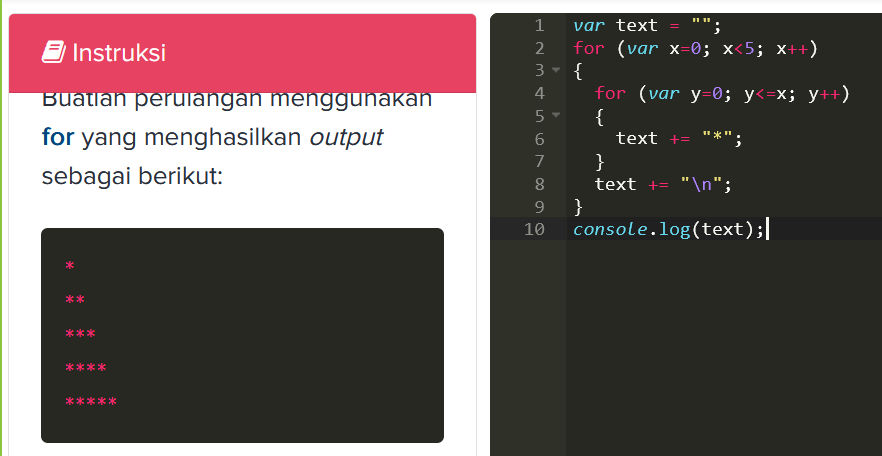 Instruksi
Buatlah perulangan menggunakan
for yang menghasilkan output
sebagai berikut:
*
**
***
****
*****
1 var text = "";
2 for (var x=0; x<5; x++)
3 {
4 for (var y=0; y<=x; y++)
5 {
6 text += "*";
7 }
8 text += "\n";
9 }
10 console.log(text);